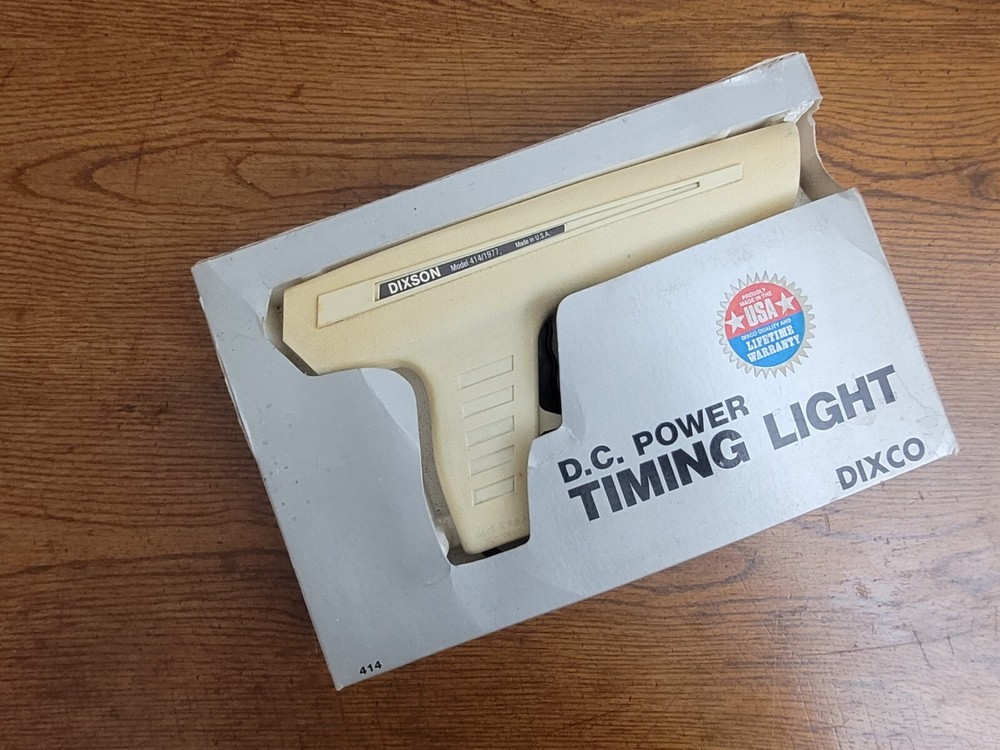 DIXSON Model 414/1977, Made in U.S.A.
PROUDLY
MADE IN THE
USA
DIXCO QUALITY AND
LIFETIME
WARRANTY
D.C. POWER
TIMING LIGHT
DIXCO
414